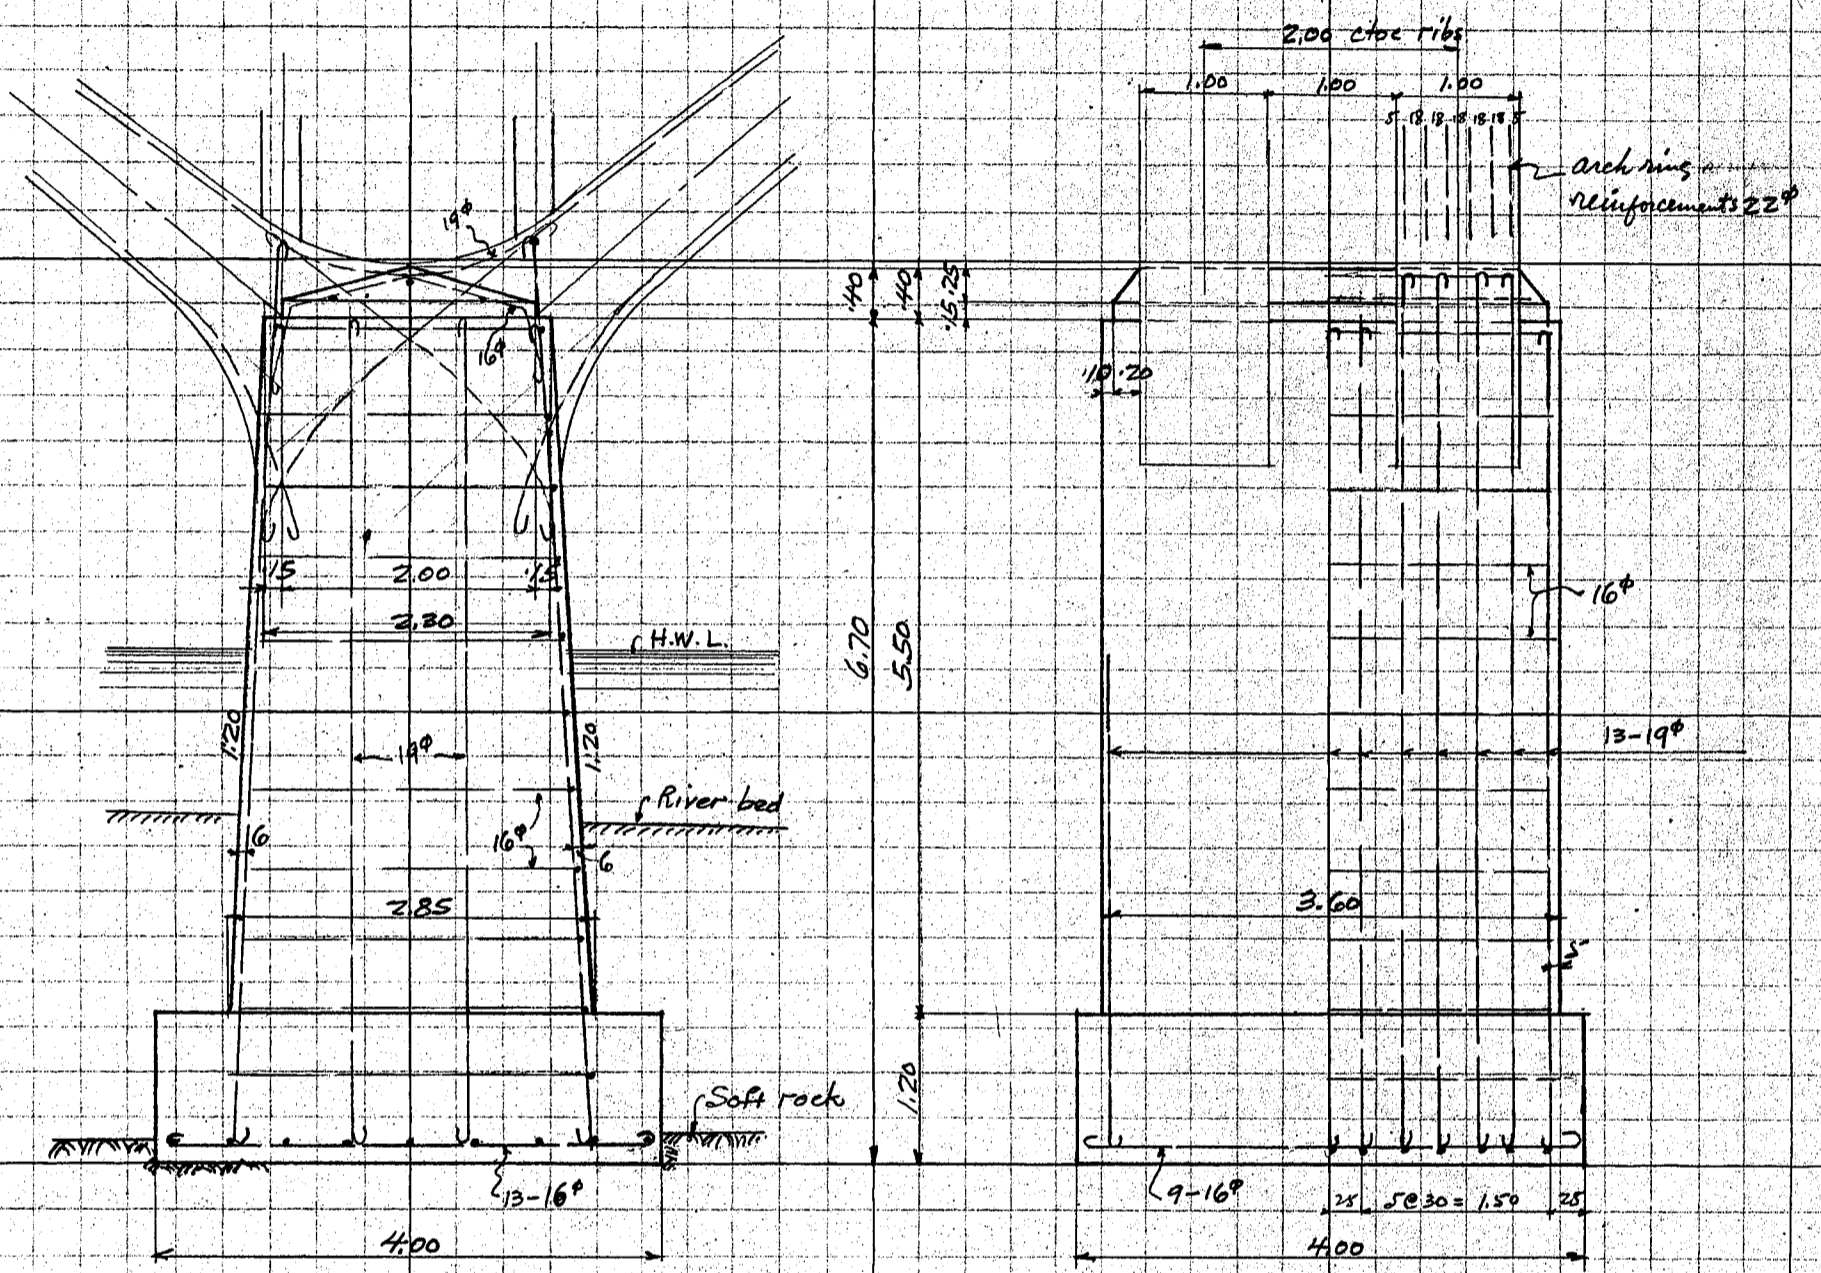 2.00 ctoc ribs
1.00 1.00 1.00
5 18 18 18 18 18 5
arch ring
reinforcements 22φ
19φ
16φ
.40
.40
.15 .25
.10 .20
.15 2.00 .15
2.30
H.W.L.
6.70
5.50
16φ
1:20
1:20
19φ
13-19φ
River bed
6
16φ
6
2.85
3.60
5
1.20
Soft rock
13-16φ
9-16φ
25 5@30= 1.50 25
4.00
4.00